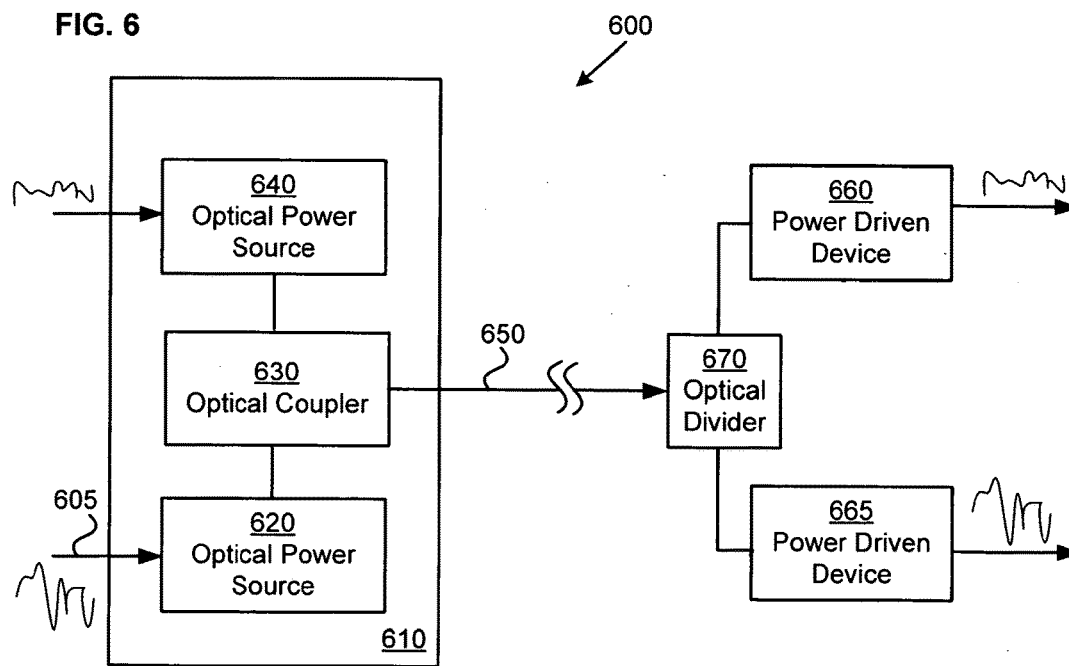 FIG. 6
600
640
Optical Power
Source
660
Power Driven
Device
650
630
Optical Coupler
670
Optical
Divider
605
620
Optical Power
Source
665
Power Driven
Device
610